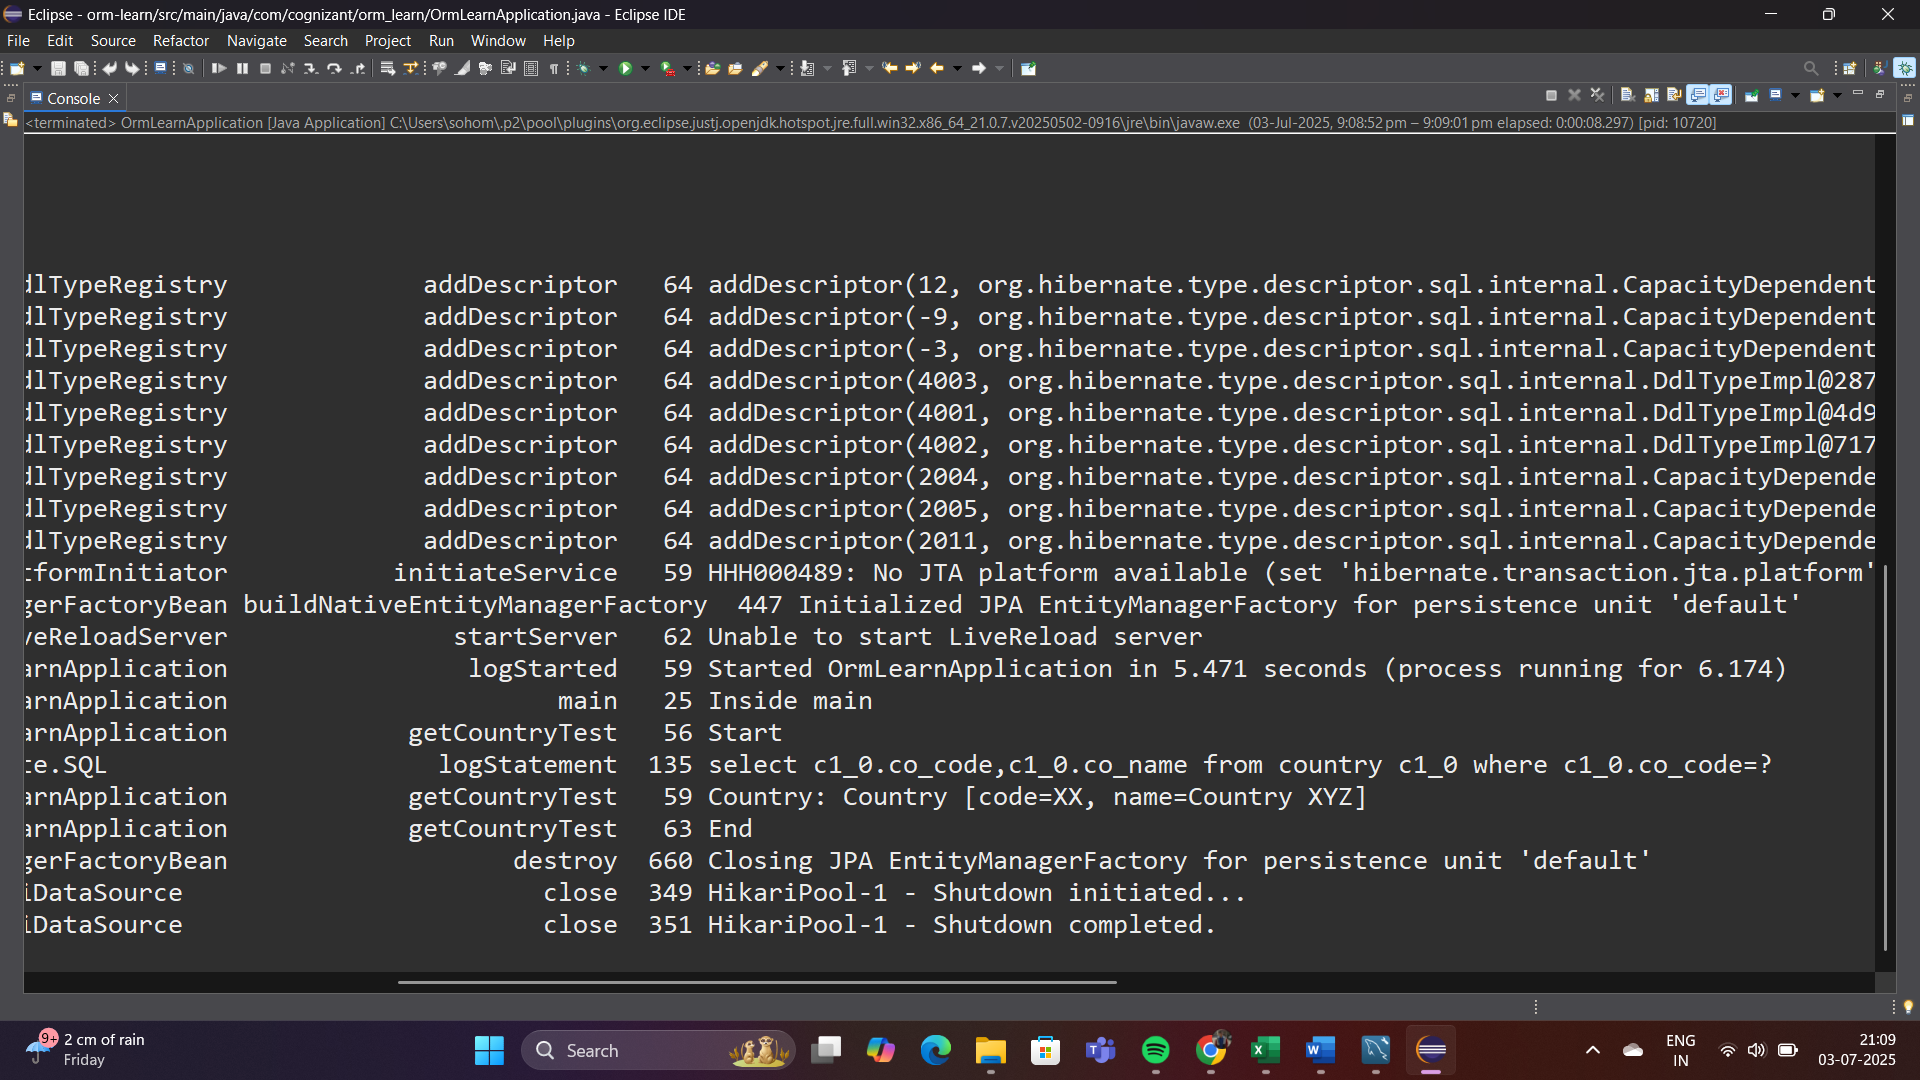 Eclipse - orm-learn/src/main/java/com/cognizant/orm_learn/OrmLearnApplication.java - Eclipse IDE
File Edit Source Refactor Navigate Search Project Run Window Help
Console
<terminated> OrmLearnApplication [Java Application] C:\Users\sohom\.p2\pool\plugins\org.eclipse.justj.openjdk.hotspot.jre.full.win32.x86_64_21.0.7.v20250502-0916\jre\bin\javaw.exe (03-Jul-2025, 9:08:52 pm – 9:09:01 pm elapsed: 0:00:08.297) [pid: 10720]
dlTypeRegistry addDescriptor 64 addDescriptor(12, org.hibernate.type.descriptor.sql.internal.CapacityDependent
dlTypeRegistry addDescriptor 64 addDescriptor(-9, org.hibernate.type.descriptor.sql.internal.CapacityDependent
dlTypeRegistry addDescriptor 64 addDescriptor(-3, org.hibernate.type.descriptor.sql.internal.CapacityDependent
dlTypeRegistry addDescriptor 64 addDescriptor(4003, org.hibernate.type.descriptor.sql.internal.DdlTypeImpl@287
dlTypeRegistry addDescriptor 64 addDescriptor(4001, org.hibernate.type.descriptor.sql.internal.DdlTypeImpl@4d9
dlTypeRegistry addDescriptor 64 addDescriptor(4002, org.hibernate.type.descriptor.sql.internal.DdlTypeImpl@717
dlTypeRegistry addDescriptor 64 addDescriptor(2004, org.hibernate.type.descriptor.sql.internal.CapacityDepende
dlTypeRegistry addDescriptor 64 addDescriptor(2005, org.hibernate.type.descriptor.sql.internal.CapacityDepende
dlTypeRegistry addDescriptor 64 addDescriptor(2011, org.hibernate.type.descriptor.sql.internal.CapacityDepende
tformInitiator initiateService 59 HHH000489: No JTA platform available (set 'hibernate.transaction.jta.platform'
gerFactoryBean buildNativeEntityManagerFactory 447 Initialized JPA EntityManagerFactory for persistence unit 'default'
veReloadServer startServer 62 Unable to start LiveReload server
arnApplication logStarted 59 Started OrmLearnApplication in 5.471 seconds (process running for 6.174)
arnApplication main 25 Inside main
arnApplication getCountryTest 56 Start
te.SQL logStatement 135 select c1_0.co_code,c1_0.co_name from country c1_0 where c1_0.co_code=?
arnApplication getCountryTest 59 Country: Country [code=XX, name=Country XYZ]
arnApplication getCountryTest 63 End
gerFactoryBean destroy 660 Closing JPA EntityManagerFactory for persistence unit 'default'
iDataSource close 349 HikariPool-1 - Shutdown initiated...
iDataSource close 351 HikariPool-1 - Shutdown completed.
9+ 2 cm of rain
Friday
Search
ENG
IN
21:09
03-07-2025